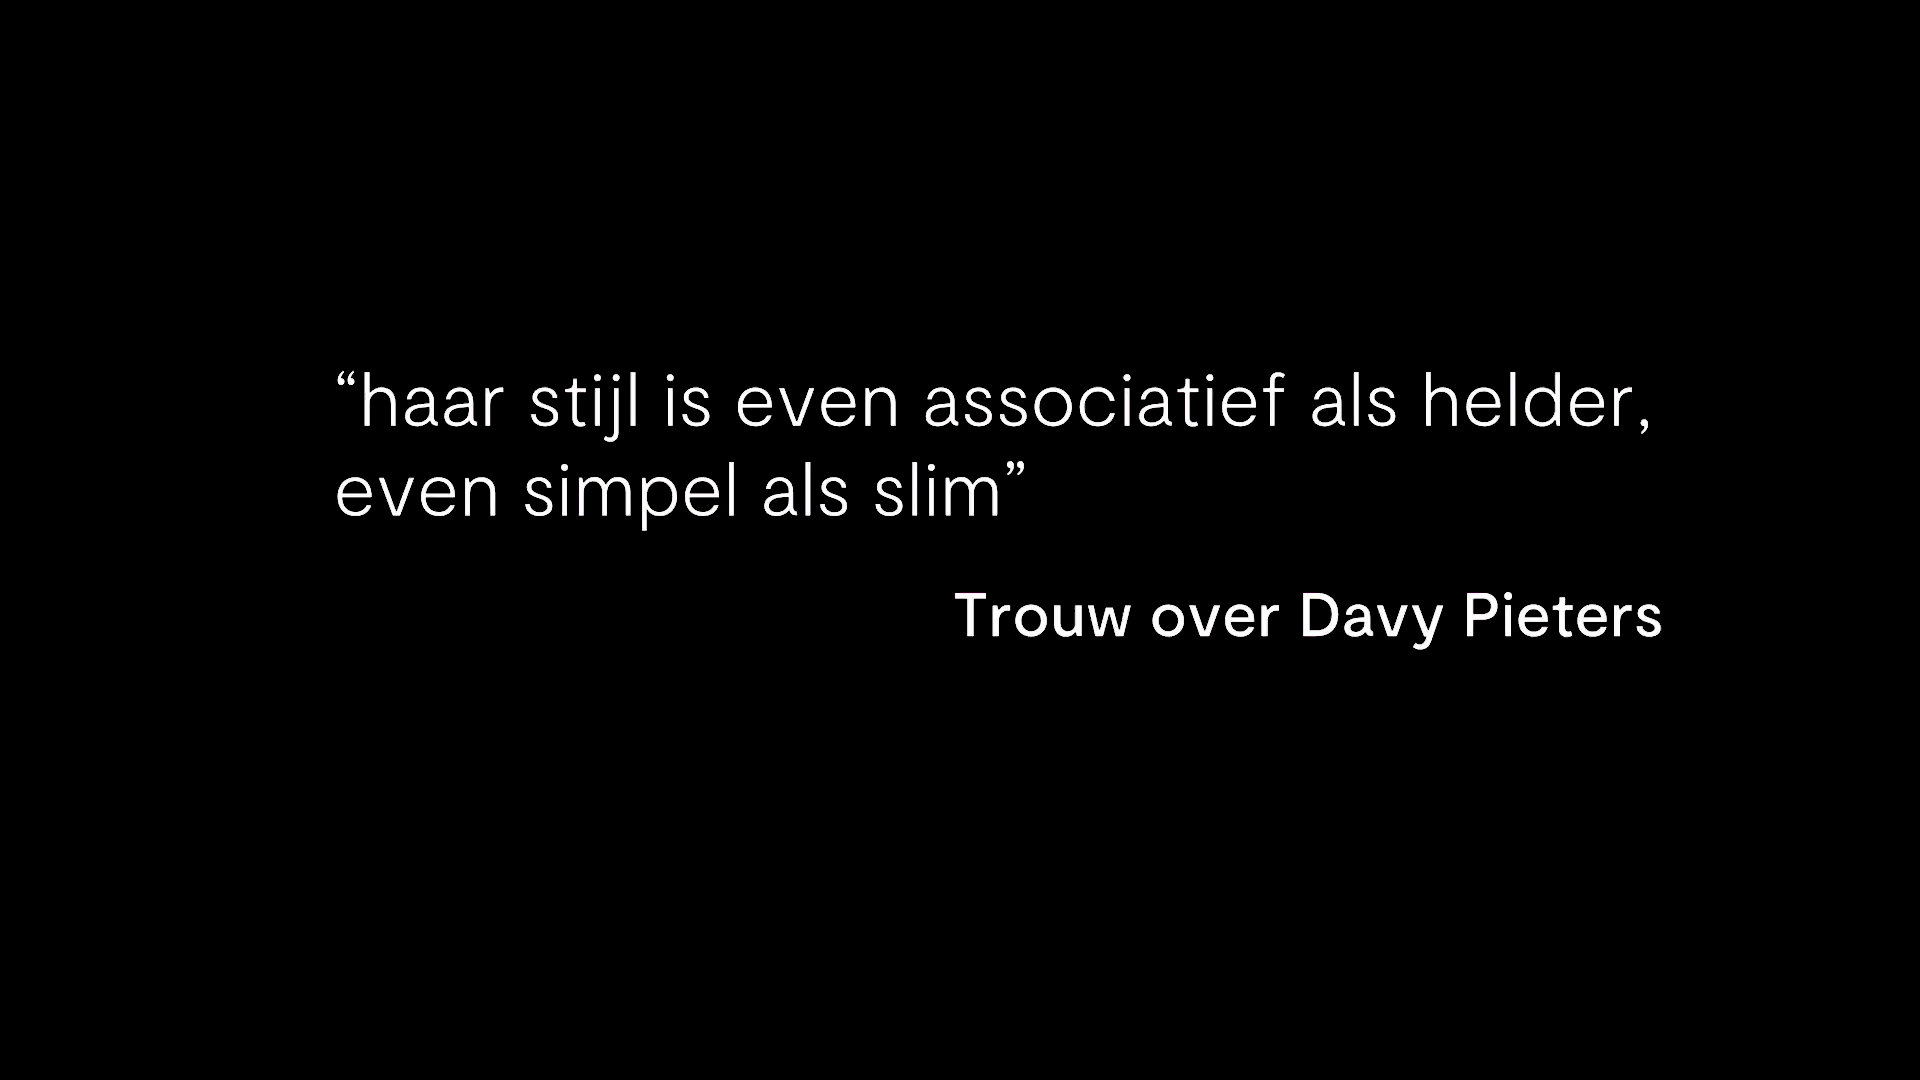 “haar stijl is even associatief als helder,
even simpel als slim”
Trouw over Davy Pieters